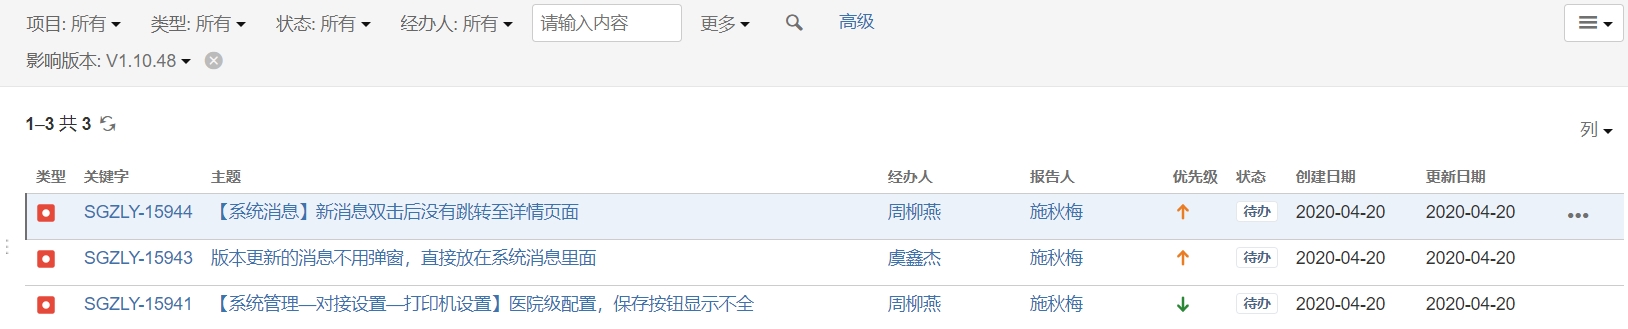 项目: 所有 类型: 所有 状态: 所有 经办人: 所有 请输入内容 更多 高级
影响版本: V1.10.48
1–3 共 3
列
类型 关键字 主题 经办人 报告人 优先级 状态 创建日期 更新日期
SGZLY-15944 【系统消息】新消息双击后没有跳转至详情页面 周柳燕 施秋梅 待办 2020-04-20 2020-04-20
SGZLY-15943 版本更新的消息不用弹窗，直接放在系统消息里面 虞鑫杰 施秋梅 待办 2020-04-20 2020-04-20
SGZLY-15941 【系统管理—对接设置—打印机设置】医院级配置，保存按钮显示不全 周柳燕 施秋梅 待办 2020-04-20 2020-04-20